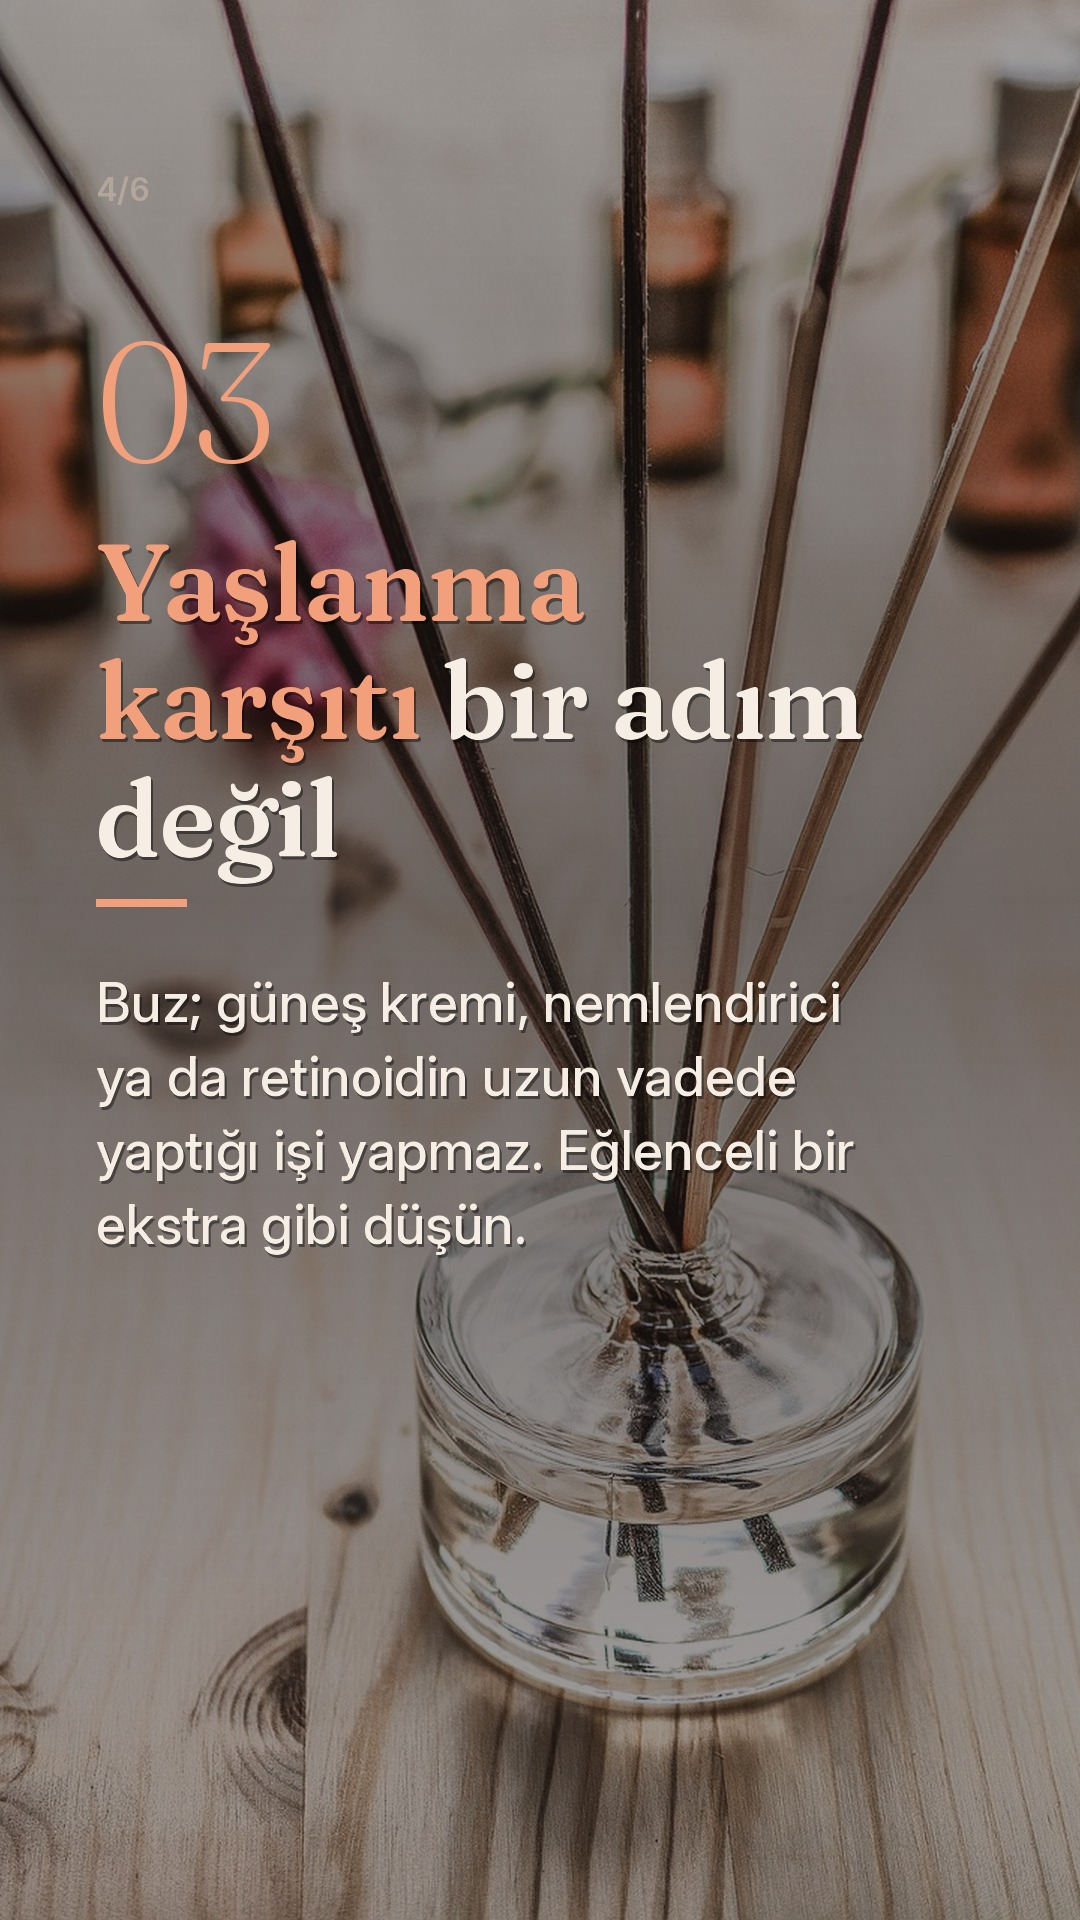 4/6
03
Yaşlanma
karşıtı bir adım
değil
Buz; güneş kremi, nemlendirici
ya da retinoidin uzun vadede
yaptığı işi yapmaz. Eğlenceli bir
ekstra gibi düşün.